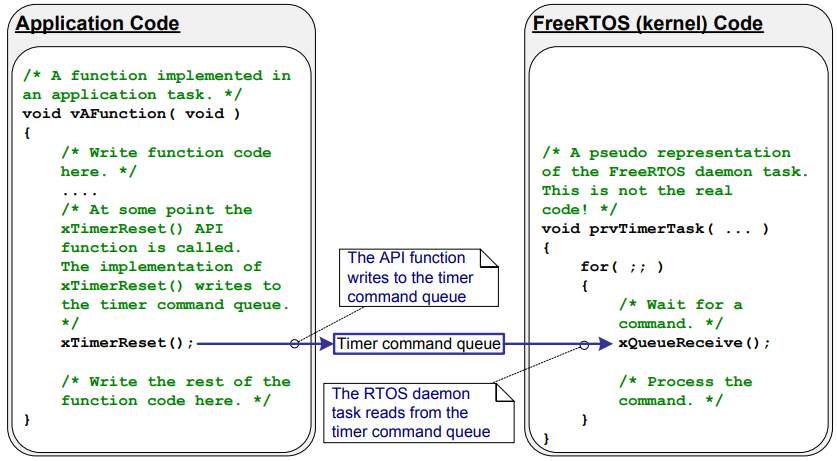 Application Code
/* A function implemented in
an application task. */
void vAFunction( void )
{
/* Write function code
here. */
....
/* At some point the
xTimerReset() API
function is called.
The implementation of
xTimerReset() writes to
the timer command queue.
*/
xTimerReset();
/* Write the rest of the
function code here. */
}
The API function
writes to the timer
command queue
Timer command queue
The RTOS daemon
task reads from the
timer command queue
FreeRTOS (kernel) Code
/* A pseudo representation
of the FreeRTOS daemon task.
This is not the real
code! */
void prvTimerTask( ... )
{
for( ;; )
{
/* Wait for a
command. */
xQueueReceive();
/* Process the
command. */
}
}